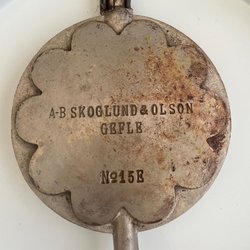 A-B SKOGLUND & OLSON
GEFLE
No 15E